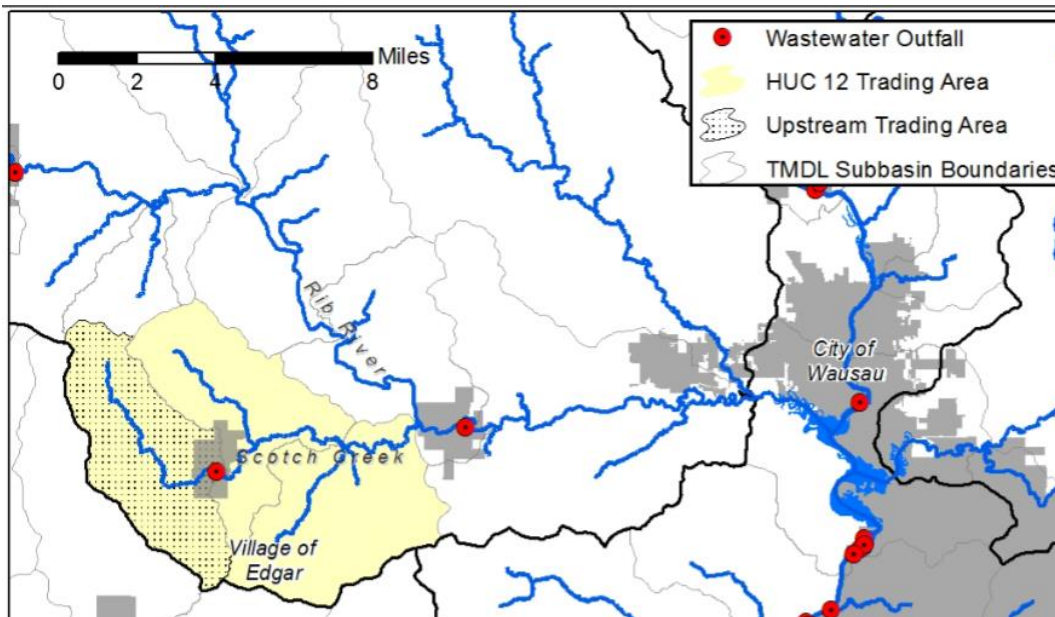 Miles
0 2 4 8
Wastewater Outfall
HUC 12 Trading Area
Upstream Trading Area
TMDL Subbasin Boundaries
Rib River
City of
Wausau
Scotch Creek
Village of
Edgar